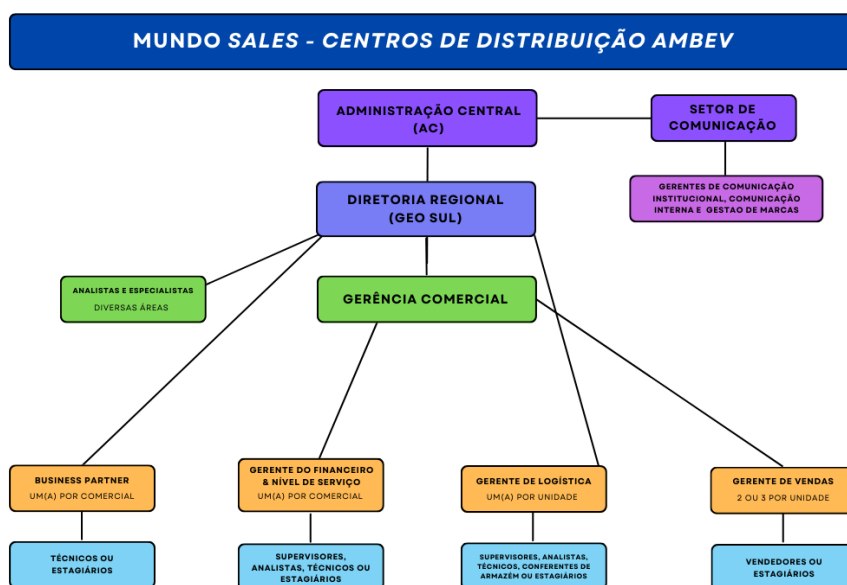 MUNDO SALES - CENTROS DE DISTRIBUIÇÃO AMBEV
ADMINISTRAÇÃO CENTRAL
(AC)
SETOR DE
COMUNICAÇÃO
GERENTES DE COMUNICAÇÃO
INSTITUCIONAL, COMUNICAÇÃO
INTERNA E GESTAO DE MARCAS
DIRETORIA REGIONAL
(GEO SUL)
ANALISTAS E ESPECIALISTAS
DIVERSAS ÁREAS
GERÊNCIA COMERCIAL
BUSINESS PARTNER
UM(A) POR COMERCIAL
GERENTE DO FINANCEIRO
& NÍVEL DE SERVIÇO
UM(A) POR COMERCIAL
GERENTE DE LOGÍSTICA
UM(A) POR UNIDADE
GERENTE DE VENDAS
2 OU 3 POR UNIDADE
TÉCNICOS OU
ESTAGIÁRIOS
SUPERVISORES,
ANALISTAS, TÉCNICOS OU
ESTAGIÁRIOS
SUPERVISORES, ANALISTAS,
TÉCNICOS, CONFERENTES DE
ARMAZÉM OU ESTAGIÁRIOS
VENDEDORES OU
ESTAGIÁRIOS